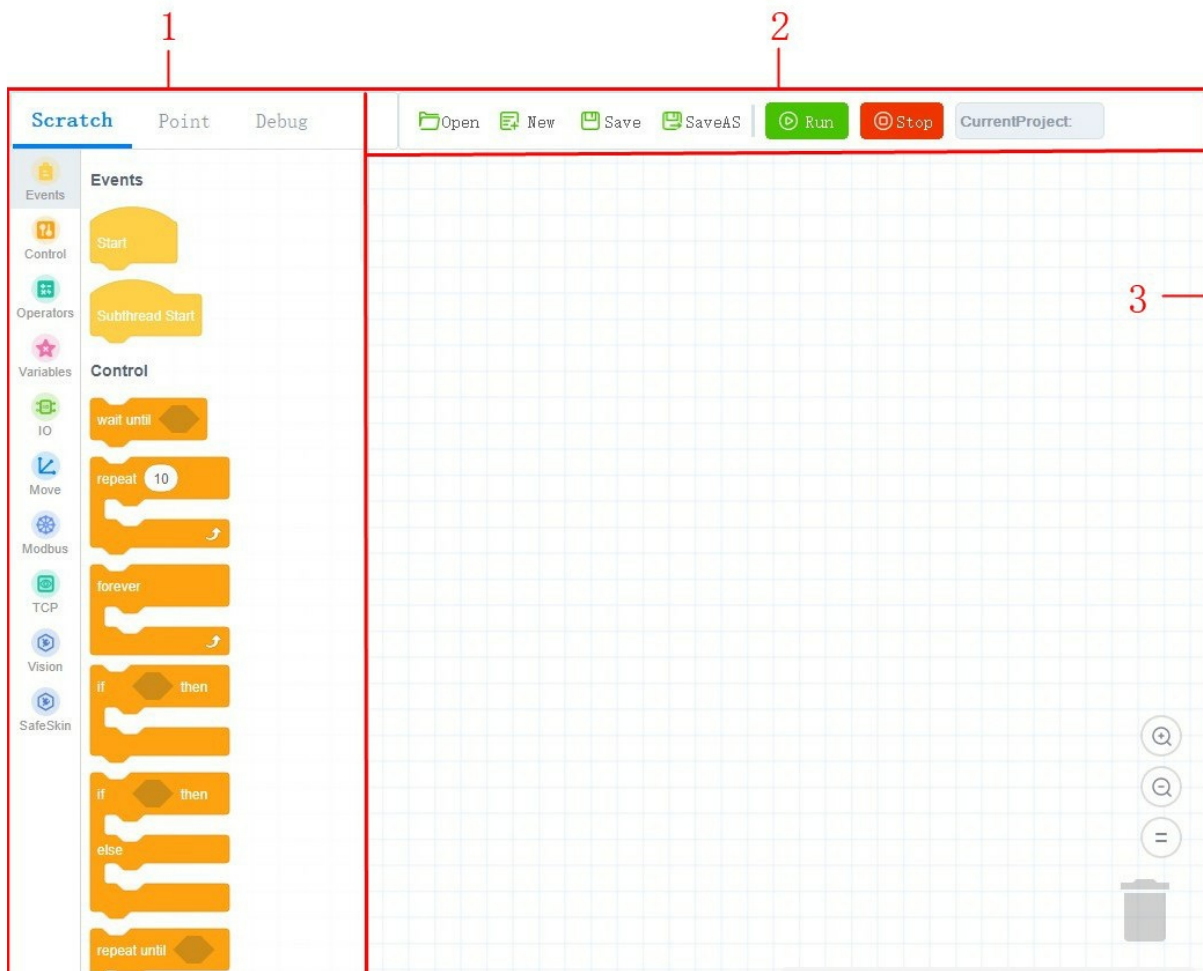 1
2
Scratch Point Debug
Open New Save SaveAS Run Stop CurrentProject:
Events
Control
Operators
Variables
IO
Move
Modbus
TCP
Vision
SafeSkin
Events
Start
Subthread Start
Control
wait until
repeat 10
forever
if then
if then
else
repeat until
3
=